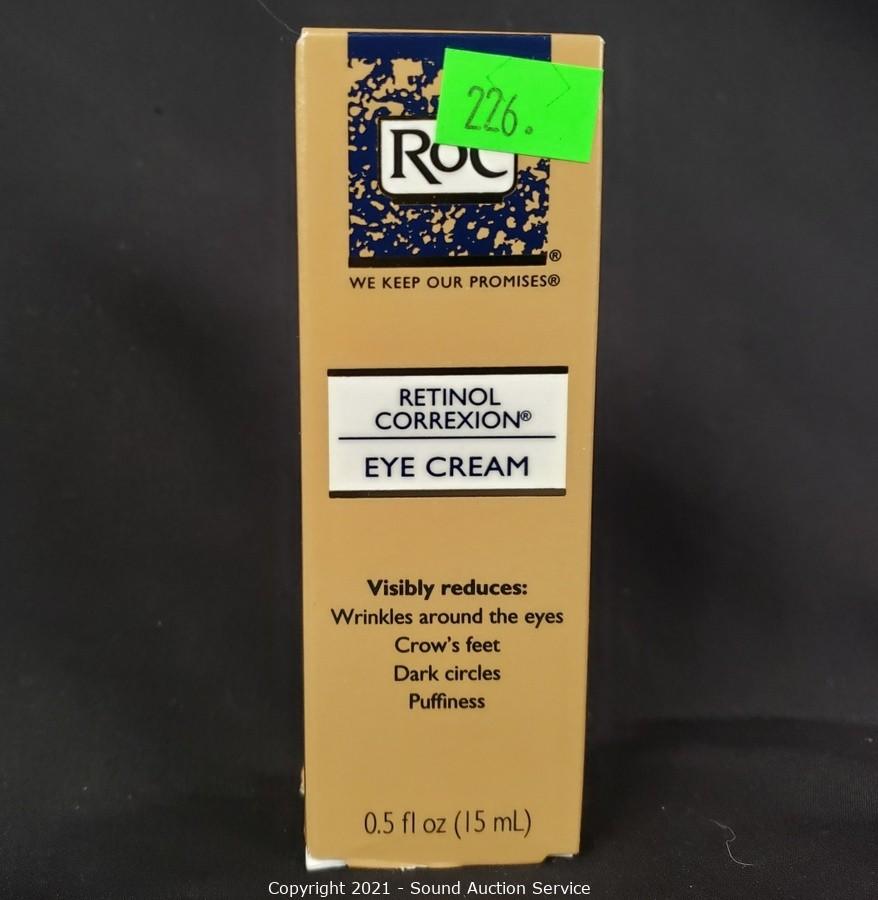 226.
RoC
®
WE KEEP OUR PROMISES®
RETINOL
CORREXION®
EYE CREAM
Visibly reduces:
Wrinkles around the eyes
Crow's feet
Dark circles
Puffiness
0.5 fl oz (15 mL)
Copyright 2021 - Sound Auction Service